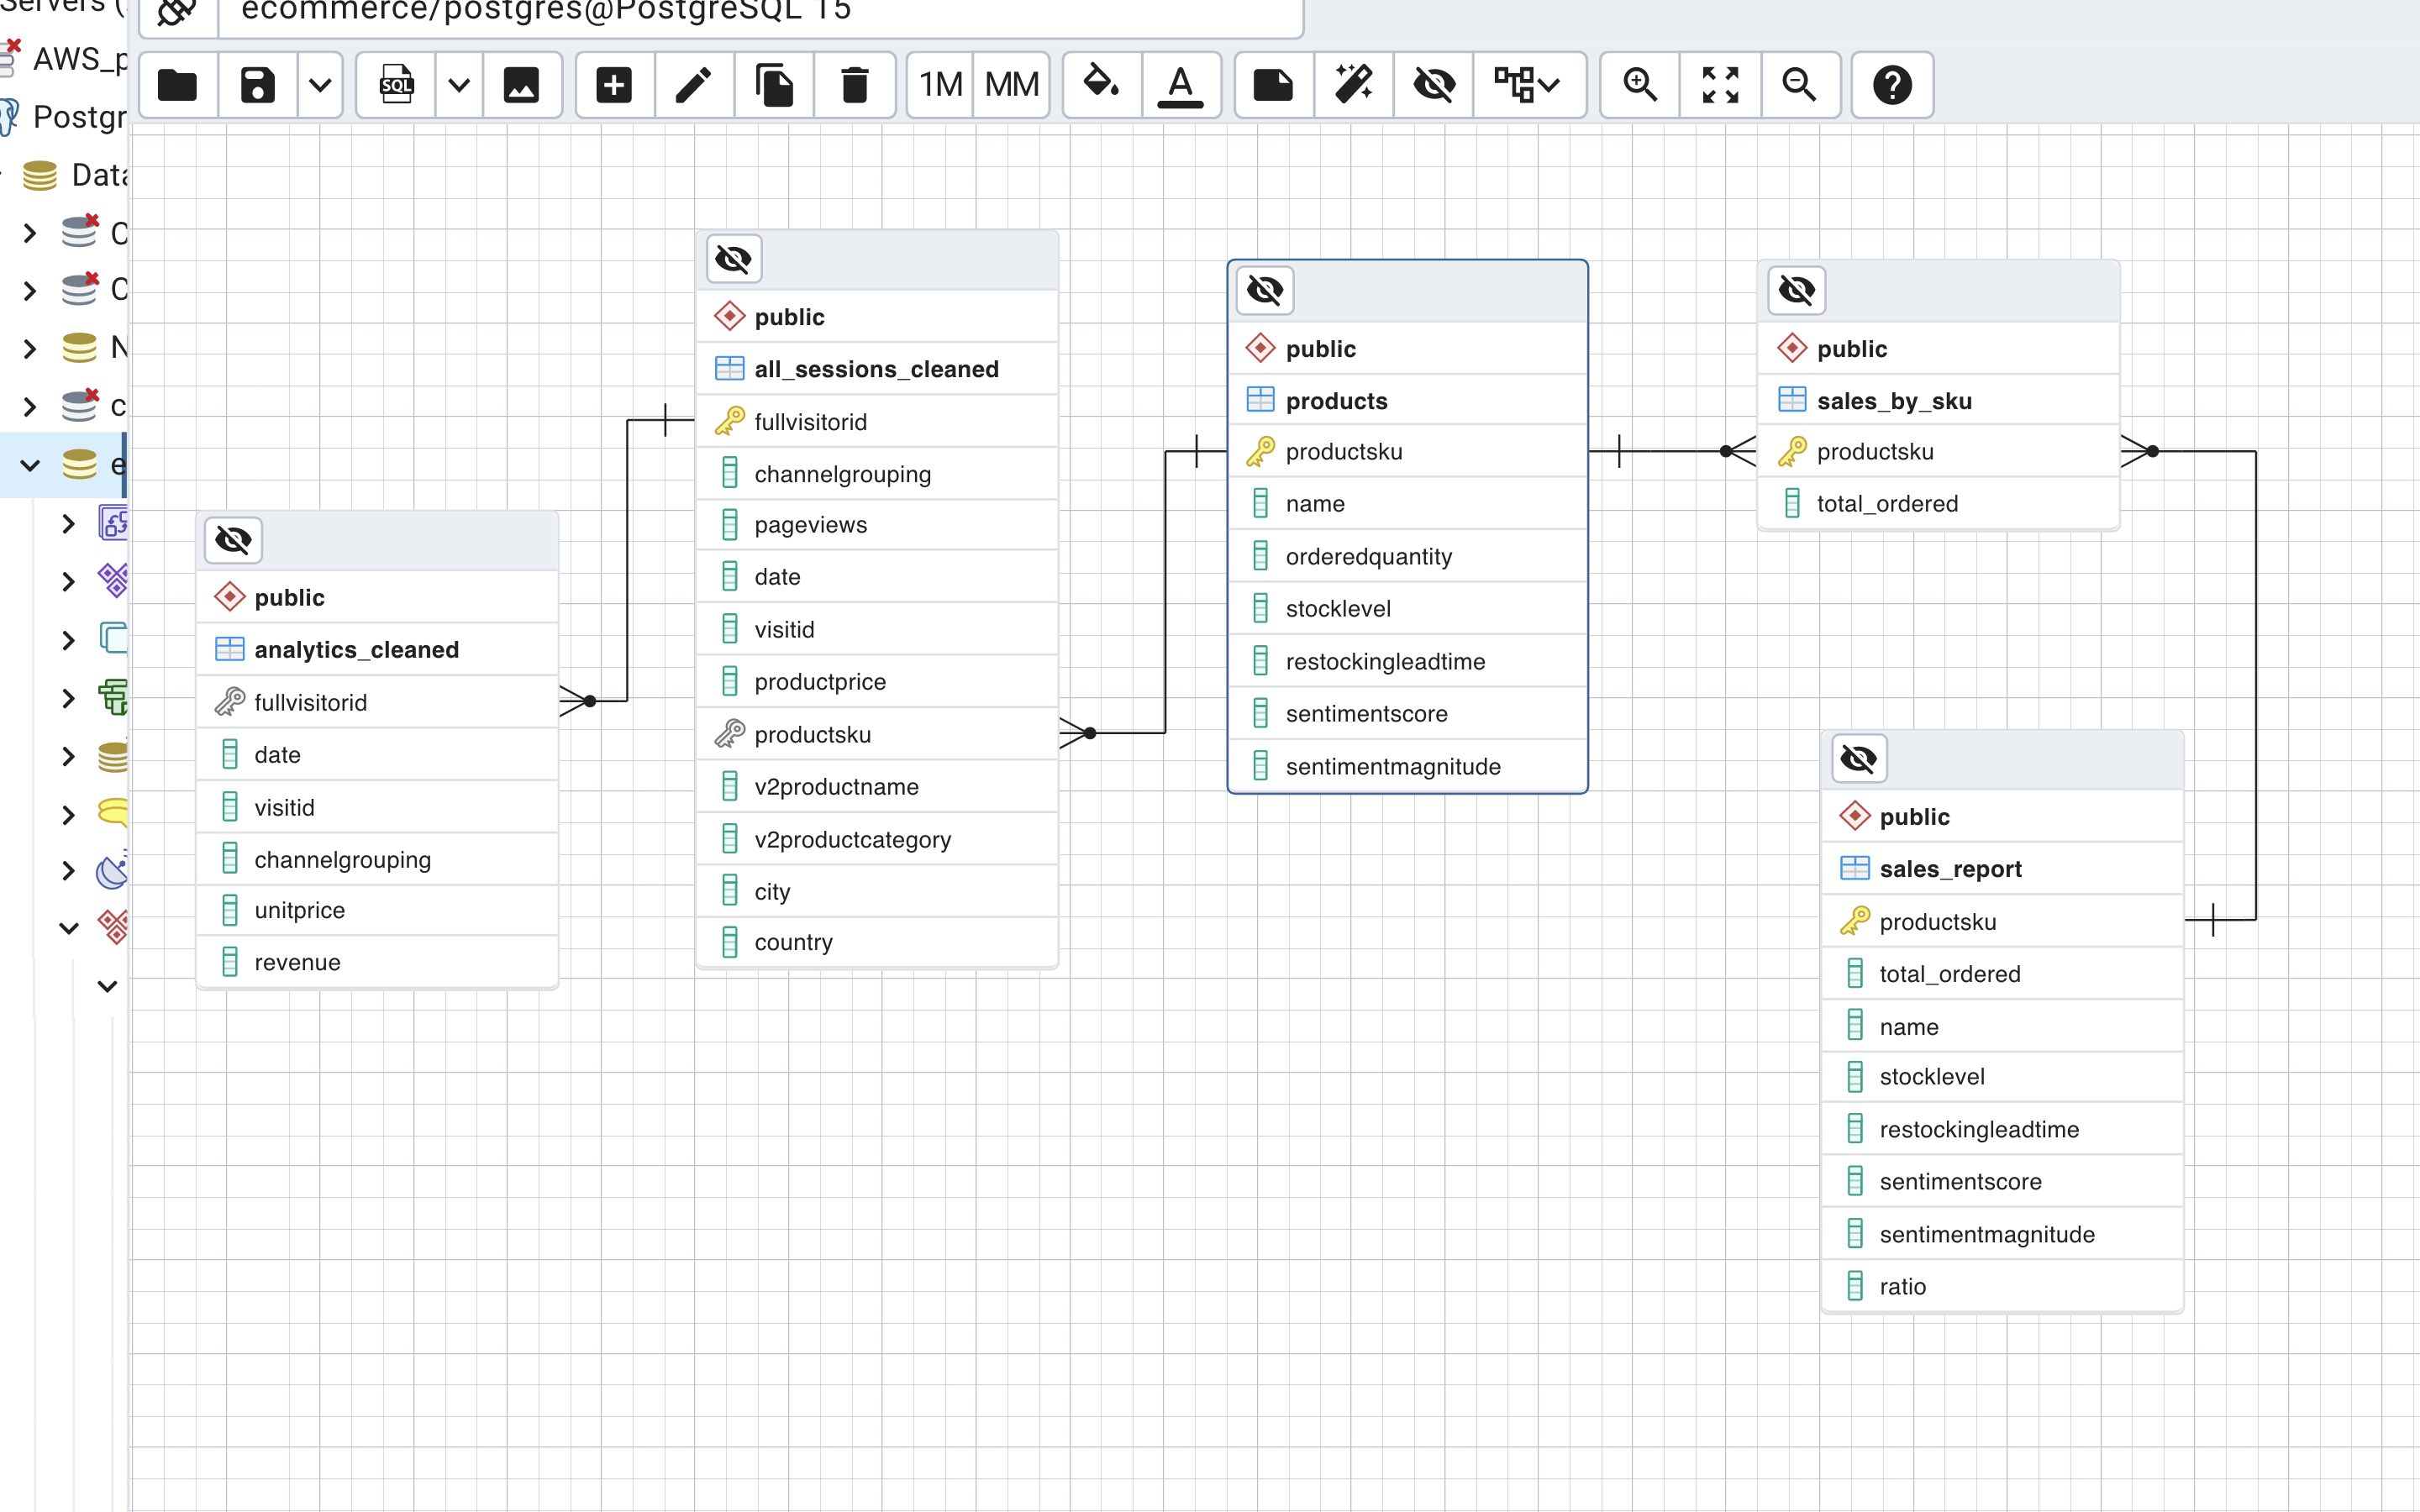 ecommerce/postgres@PostgreSQL 15
Servers (
AWS_p
Postgr
Data
SQL
1M
MM
A
public
all_sessions_cleaned
fullvisitorid
channelgrouping
pageviews
date
visitid
productprice
productsku
v2productname
v2productcategory
city
country
public
products
productsku
name
orderedquantity
stocklevel
restockingleadtime
sentimentscore
sentimentmagnitude
public
sales_by_sku
productsku
total_ordered
public
analytics_cleaned
fullvisitorid
date
visitid
channelgrouping
unitprice
revenue
public
sales_report
productsku
total_ordered
name
stocklevel
restockingleadtime
sentimentscore
sentimentmagnitude
ratio